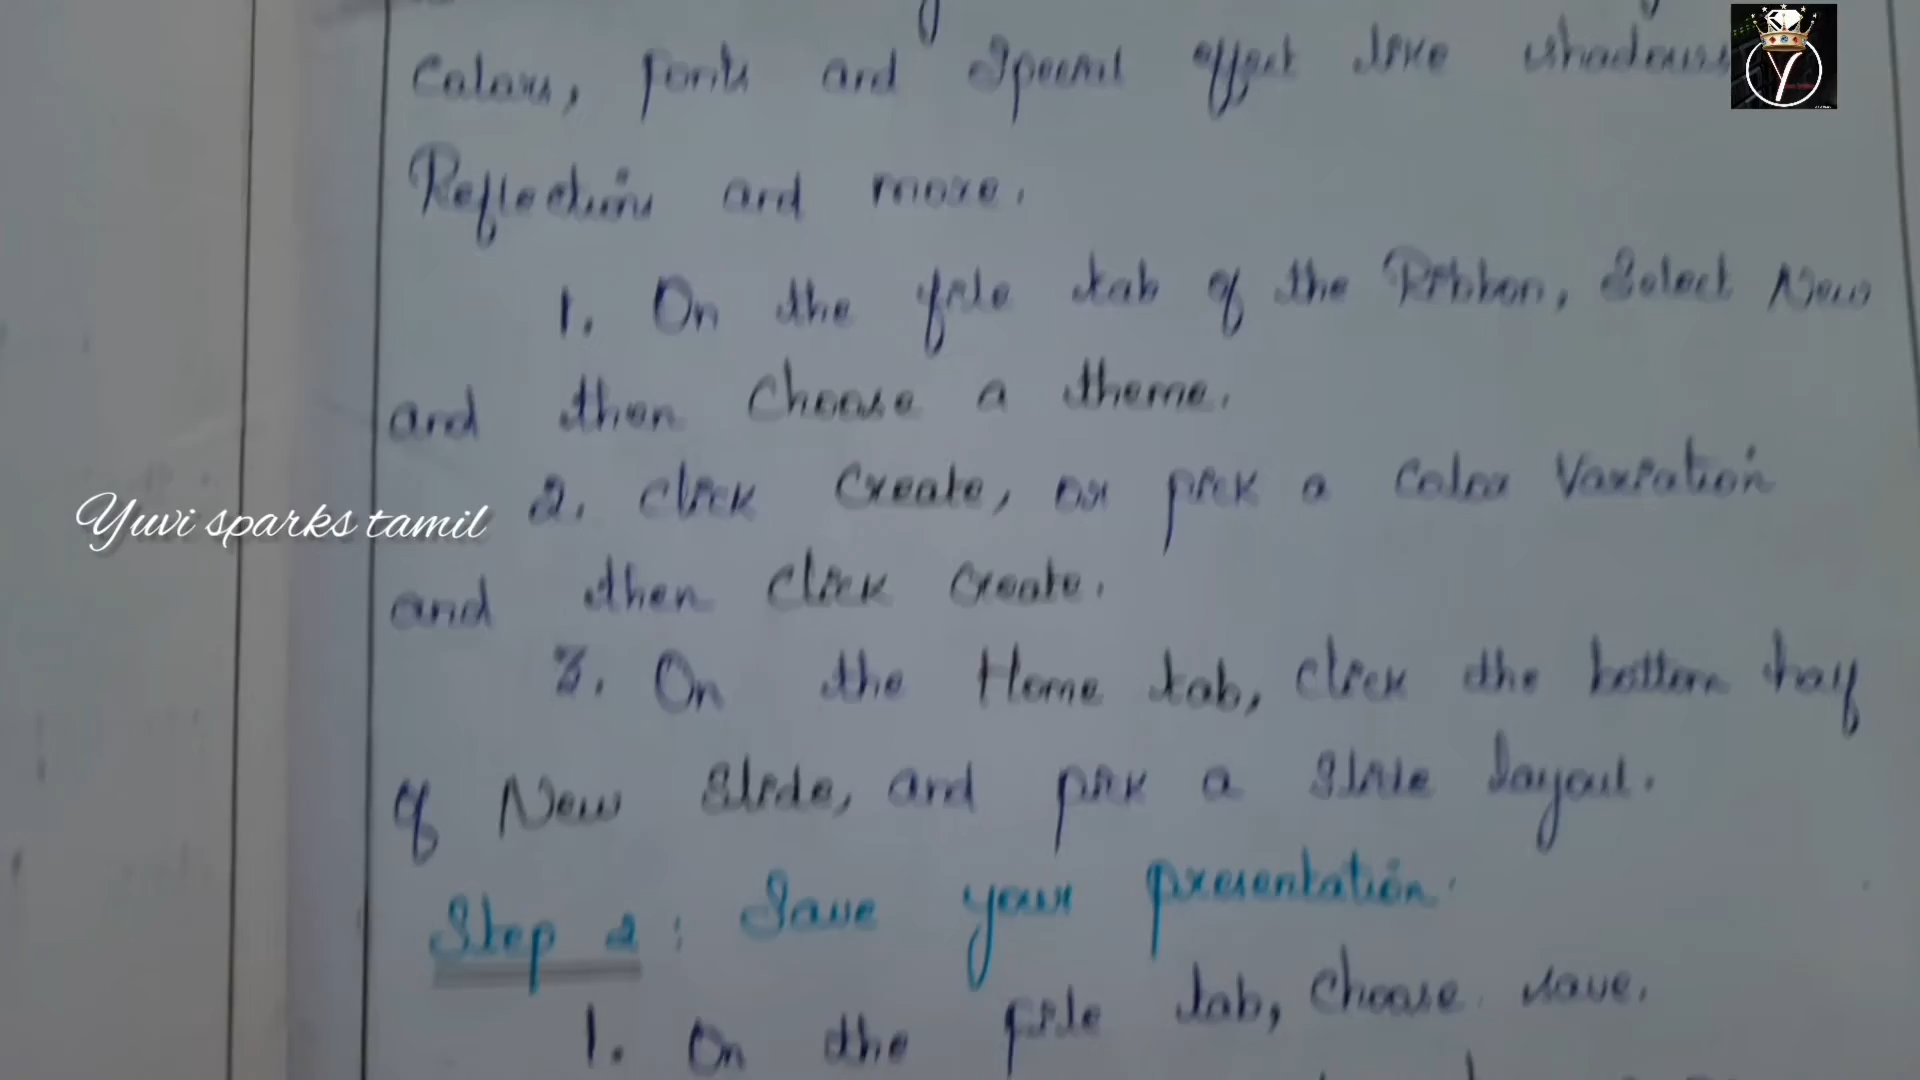 Colors, fonts and Special effect like shadows
Reflections and more.
1. On the file tab of the Ribbon, Select New
and then choose a theme.
Yuvi sparks tamil
2. click Create, or pick a color Variation
and then click create.
3. On the Home tab, click the bottom half
of New Slide, and pick a slide layout.
Step 2: Save your presentation.
1. On the file tab, choose save.